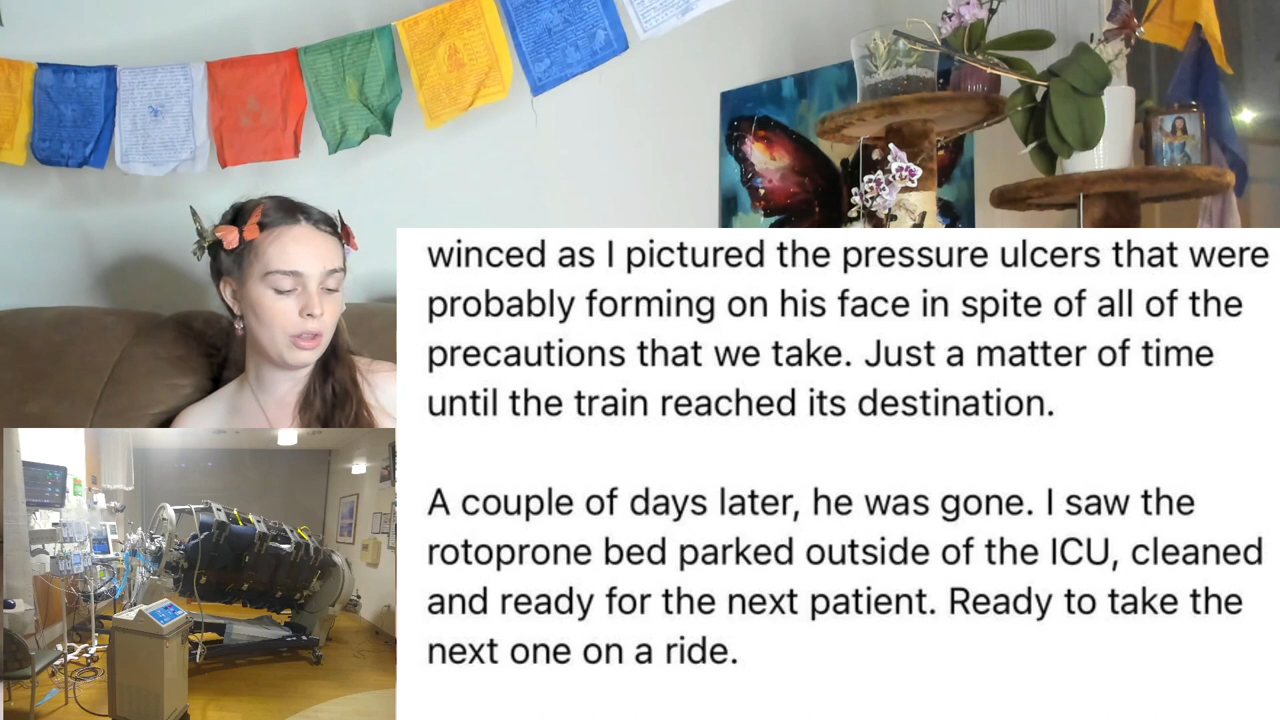 winced as I pictured the pressure ulcers that were
probably forming on his face in spite of all of the
precautions that we take. Just a matter of time
until the train reached its destination.
A couple of days later, he was gone. I saw the
rotoprone bed parked outside of the ICU, cleaned
and ready for the next patient. Ready to take the
next one on a ride.